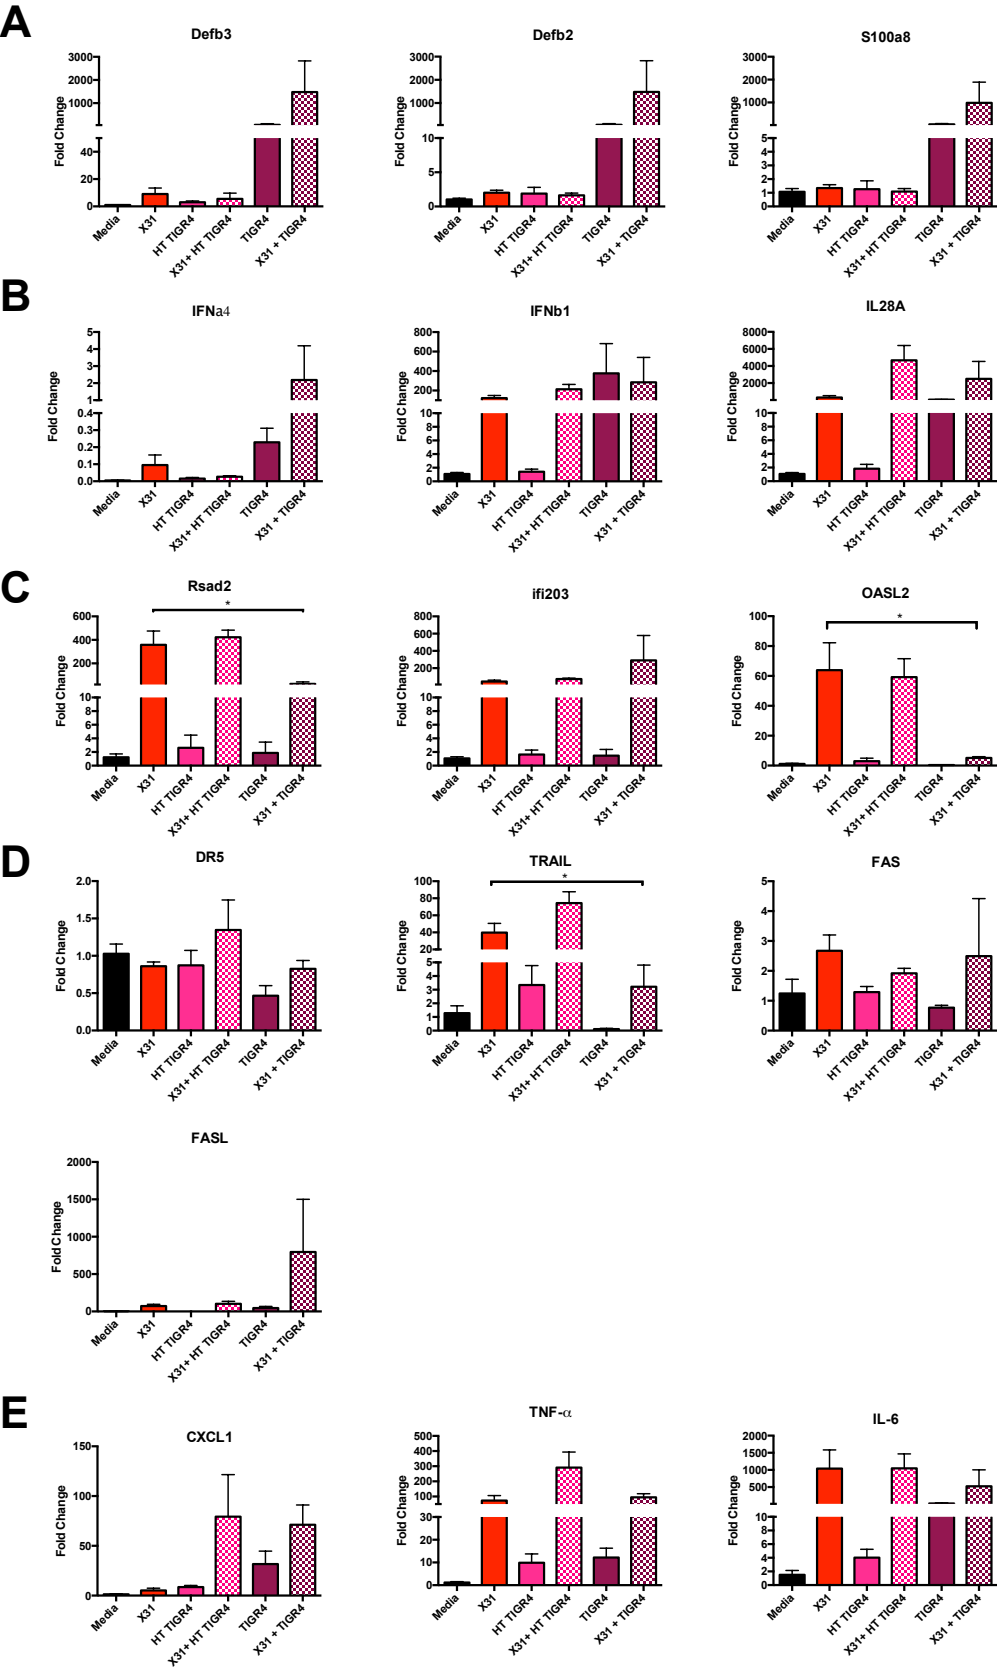 A
Defb3
Fold Change
3000
2000
1000
40
20
0
Media
X31
HT TIGR4
X31+ HT TIGR4
TIGR4
X31 + TIGR4
Defb2
Fold Change
3000
2000
1000
10
5
0
Media
X31
HT TIGR4
X31+ HT TIGR4
TIGR4
X31 + TIGR4
S100a8
Fold Change
3000
2000
1000
5
4
3
2
1
0
Media
X31
HT TIGR4
X31+ HT TIGR4
TIGR4
X31 + TIGR4
B
IFNa4
Fold Change
5
4
3
2
1
0.4
0.3
0.2
0.1
0.0
Media
X31
HT TIGR4
X31+ HT TIGR4
TIGR4
X31 + TIGR4
IFNb1
Fold Change
800
600
400
200
10
8
6
4
2
0
Media
X31
HT TIGR4
X31+ HT TIGR4
TIGR4
X31 + TIGR4
IL28A
Fold Change
8000
6000
4000
2000
10
8
6
4
2
0
Media
X31
HT TIGR4
X31+ HT TIGR4
TIGR4
X31 + TIGR4
C
Rsad2
*
Fold Change
600
400
200
10
8
6
4
2
0
Media
X31
HT TIGR4
X31+ HT TIGR4
TIGR4
X31 + TIGR4
ifi203
Fold Change
800
600
400
200
10
8
6
4
2
0
Media
X31
HT TIGR4
X31+ HT TIGR4
TIGR4
X31 + TIGR4
OASL2
*
Fold Change
100
80
60
40
20
0
Media
X31
HT TIGR4
X31+ HT TIGR4
TIGR4
X31 + TIGR4
D
DR5
Fold Change
2.0
1.5
1.0
0.5
0.0
Media
X31
HT TIGR4
X31+ HT TIGR4
TIGR4
X31 + TIGR4
TRAIL
*
Fold Change
100
80
60
40
20
5
4
3
2
1
0
Media
X31
HT TIGR4
X31+ HT TIGR4
TIGR4
X31 + TIGR4
FAS
Fold Change
5
4
3
2
1
0
Media
X31
HT TIGR4
X31+ HT TIGR4
TIGR4
X31 + TIGR4
FASL
Fold Change
2000
1500
1000
500
0
Media
X31
HT TIGR4
X31+ HT TIGR4
TIGR4
X31 + TIGR4
E
CXCL1
Fold Change
150
100
50
0
Media
X31
HT TIGR4
X31+ HT TIGR4
TIGR4
X31 + TIGR4
TNF-α
Fold Change
500
400
300
200
100
30
20
10
0
Media
X31
HT TIGR4
X31+ HT TIGR4
TIGR4
X31 + TIGR4
IL-6
Fold Change
2000
1500
1000
500
10
8
6
4
2
0
Media
X31
HT TIGR4
X31+ HT TIGR4
TIGR4
X31 + TIGR4